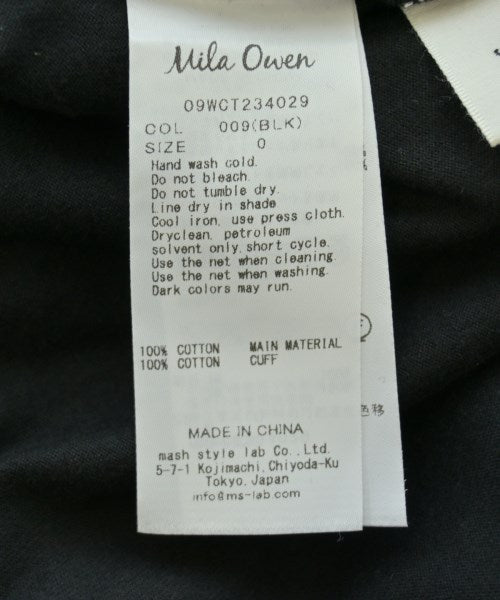 Mila Owen
09WCT234029
COL 009(BLK)
SIZE 0
Hand wash cold.
Do not bleach.
Do not tumble dry.
Line dry in shade
Cool iron, use press cloth.
Dryclean, petroleum
solvent only, short cycle.
Use the net when cleaning.
Use the net when washing.
Dark colors may run.
100% COTTON MAIN MATERIAL
100% COTTON CUFF
色移
MADE IN CHINA
mash style lab Co., Ltd.
5-7-1 Kojimachi, Chiyoda-Ku
Tokyo, Japan
info@ms-lab.com